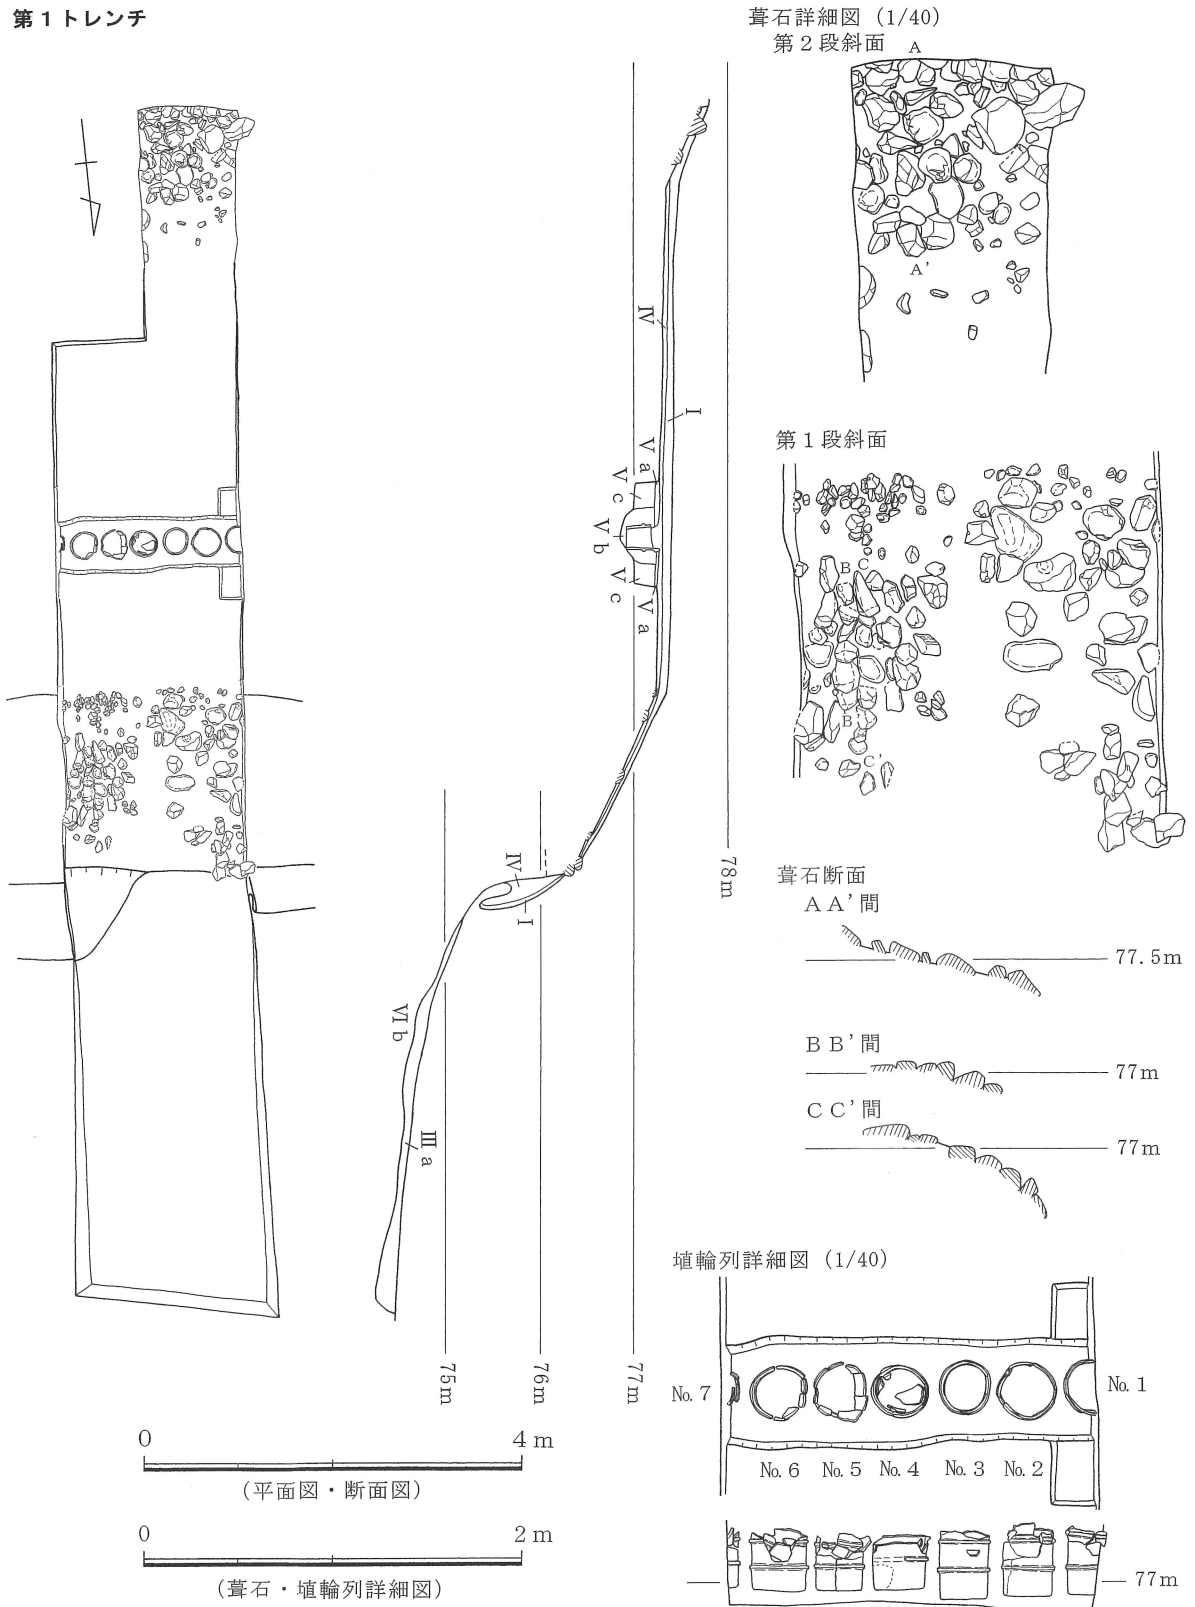 第1トレンチ
葺石詳細図 (1/40)
第2段斜面
A
A'
Ⅳ
Ⅰ
Ⅴa
Ⅴc
Ⅴb
Ⅴc
Ⅴa
78m
Ⅳ
Ⅰ
Ⅵb
Ⅲa
75m
76m
77m
第1段斜面
B
C
B'
C'
葺石断面
AA'間
77.5m
BB'間
77m
CC'間
77m
埴輪列詳細図 (1/40)
No.7
No.1
No.6
No.5
No.4
No.3
No.2
77m
0
4m
(平面図・断面図)
0
2m
(葺石・埴輪列詳細図)